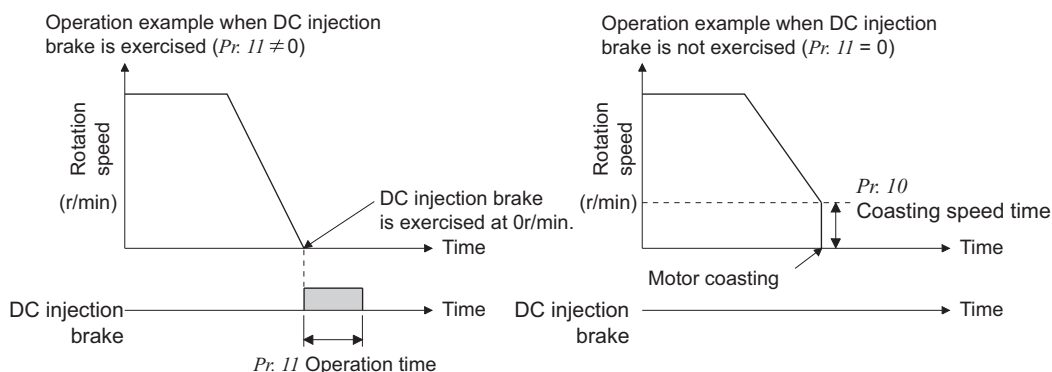 Operation example when DC injection
brake is exercised (Pr. 11 ≠ 0)
Rotation
speed
(r/min)
DC injection brake
is exercised at 0r/min.
Time
DC injection
brake
Time
Pr. 11 Operation time
Operation example when DC injection
brake is not exercised (Pr. 11 = 0)
Rotation
speed
(r/min)
Pr. 10
Coasting speed time
Time
Motor coasting
DC injection
brake
Time